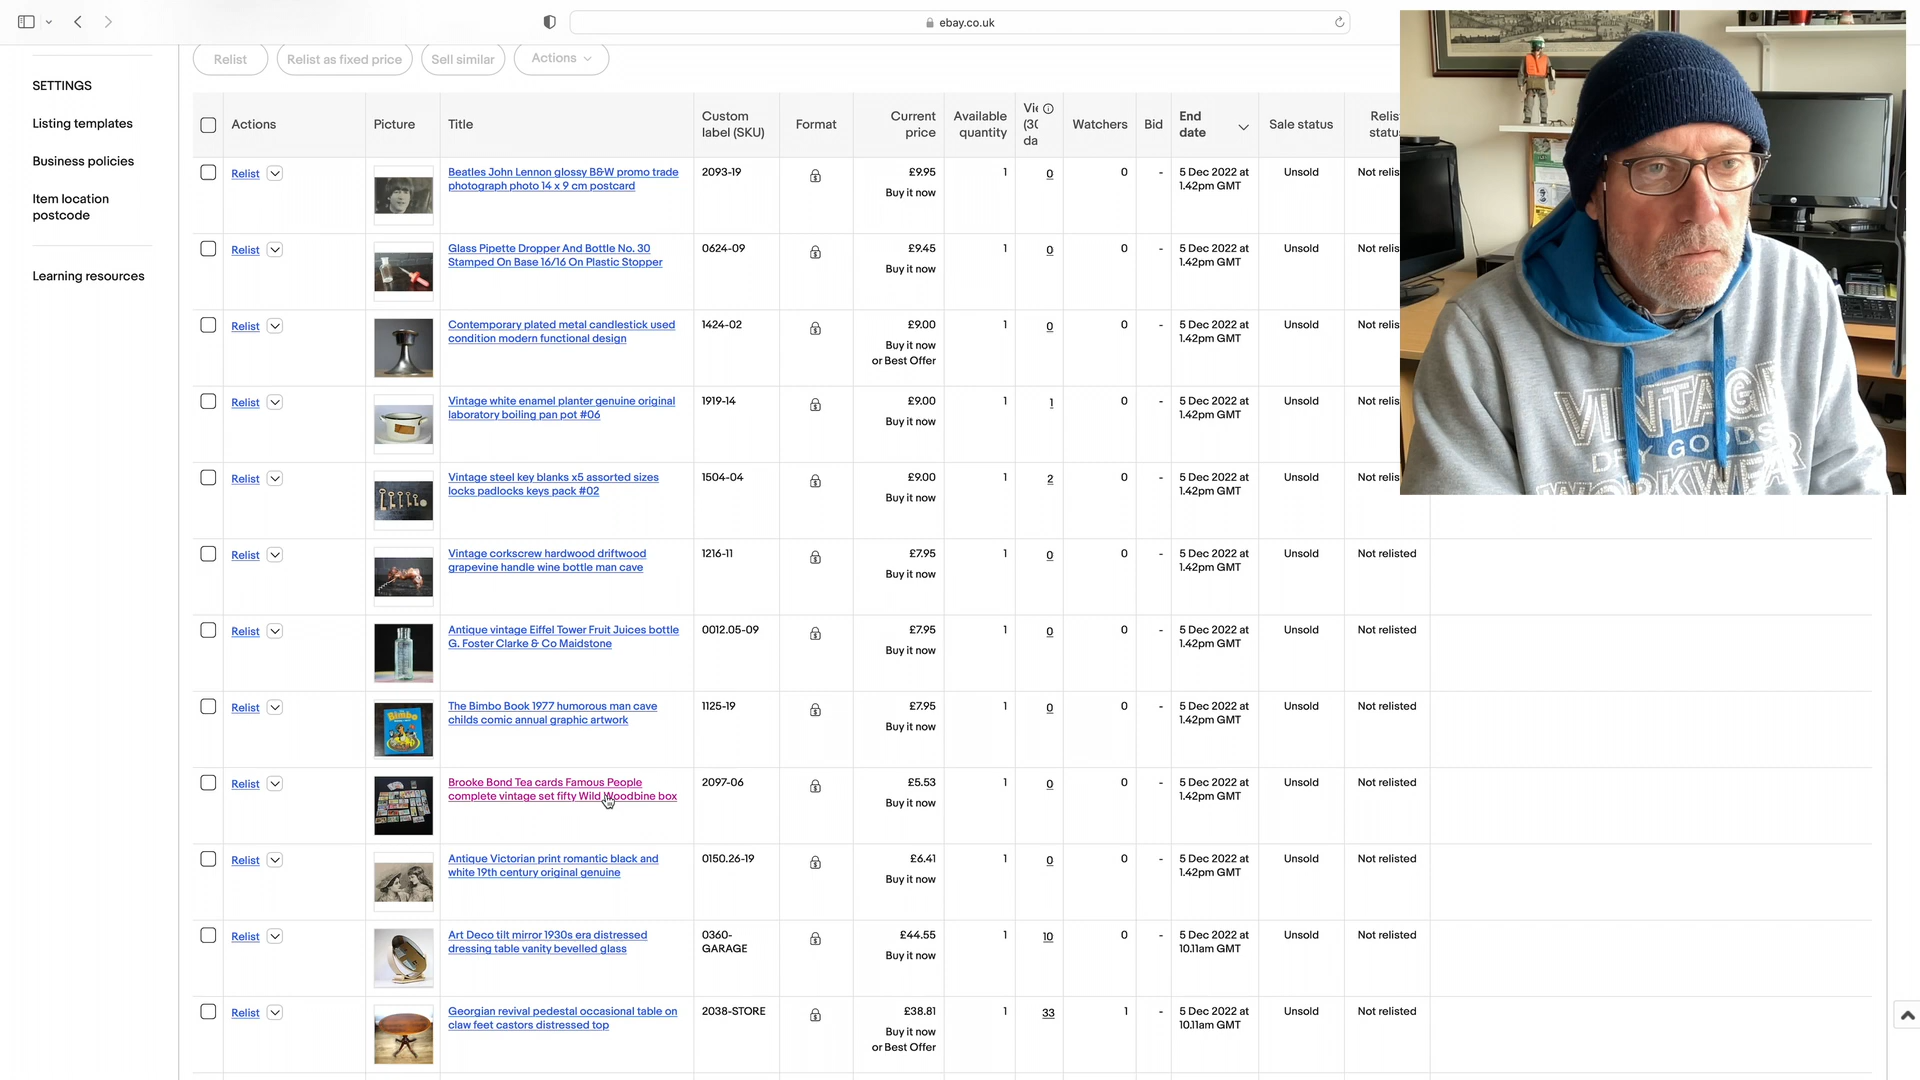 ebay.co.uk
Relist
Relist as fixed price
Sell similar
Actions
SETTINGS
Listing templates
Business policies
Item location
postcode
Learning resources
Actions
Picture
Title
Custom
label (SKU)
Format
Current
price
Available
quantity
(30
da
Watchers
Bid
End
date
Sale status
Relist
Beatles John Lennon glossy B&W promo trade
photograph photo 14 x 9 cm postcard
2093-19
£9.95
Buy it now
1
0
0
-
5 Dec 2022 at
1.42pm GMT
Unsold
Relist
Glass Pipette Dropper And Bottle No. 30
Stamped On Base 16/16 On Plastic Stopper
0624-09
£9.45
Buy it now
1
0
0
-
5 Dec 2022 at
1.42pm GMT
Unsold
Not relis
Relist
Contemporary plated metal candlestick used
condition modern functional design
1424-02
£9.00
Buy it now
or Best Offer
1
0
0
-
5 Dec 2022 at
1.42pm GMT
Unsold
Not relis
Relist
Vintage white enamel planter genuine original
laboratory boiling pan pot #06
1919-14
£9.00
Buy it now
1
1
0
-
5 Dec 2022 at
1.42pm GMT
Unsold
Not relis
Relist
Vintage steel key blanks x5 assorted sizes
locks padlocks keys pack #02
1504-04
£9.00
Buy it now
1
2
0
-
5 Dec 2022 at
1.42pm GMT
Unsold
Not relis
Relist
Vintage corkscrew hardwood driftwood
grapevine handle wine bottle man cave
1216-11
£7.95
Buy it now
1
0
0
-
5 Dec 2022 at
1.42pm GMT
Unsold
Not relisted
Relist
Antique vintage Eiffel Tower Fruit Juices bottle
G. Foster Clarke & Co Maidstone
0012.05-09
£7.95
Buy it now
1
0
0
-
5 Dec 2022 at
1.42pm GMT
Unsold
Not relisted
Relist
Bimbo
The Bimbo Book 1977 humorous man cave
childs comic annual graphic artwork
1125-19
£7.95
Buy it now
1
0
0
-
5 Dec 2022 at
1.42pm GMT
Unsold
Not relisted
Relist
Brooke Bond Tea cards Famous People
complete vintage set fifty Wild Woodbine box
2097-06
£5.53
Buy it now
1
0
0
-
5 Dec 2022 at
1.42pm GMT
Unsold
Not relisted
Relist
Antique Victorian print romantic black and
white 19th century original genuine
0150.26-19
£6.41
Buy it now
1
0
0
-
5 Dec 2022 at
1.42pm GMT
Unsold
Not relisted
Relist
Art Deco tilt mirror 1930s era distressed
dressing table vanity bevelled glass
0360-
GARAGE
£44.55
Buy it now
1
10
0
-
5 Dec 2022 at
10.11am GMT
Unsold
Not relisted
Relist
Georgian revival pedestal occasional table on
claw feet castors distressed top
2038-STORE
£38.81
Buy it now
or Best Offer
1
33
1
-
5 Dec 2022 at
10.11am GMT
Unsold
Not relisted
VINTAGE
DRY GOODS
WORKWEAR